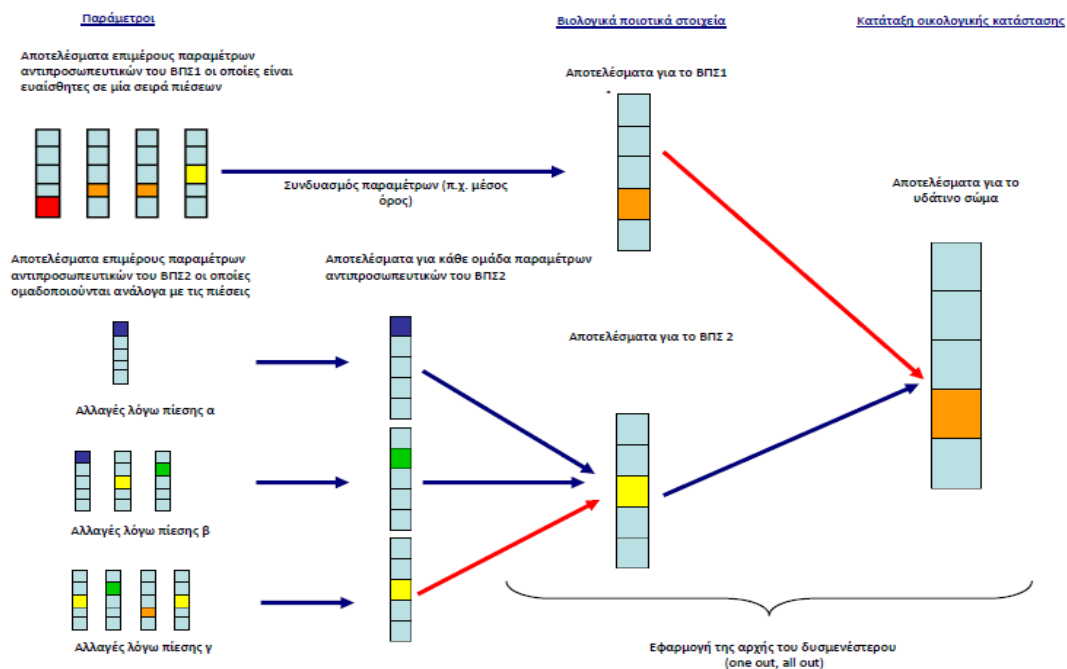 Παράμετροι
Βιολογικά ποιοτικά στοιχεία
Κατάταξη οικολογικής κατάστασης
Αποτελέσματα επιμέρους παραμέτρων
αντιπροσωπευτικών του ΒΠΣ1 οι οποίες είναι
ευαίσθητες σε μία σειρά πιέσεων
Αποτελέσματα για το ΒΠΣ1
Συνδυασμός παραμέτρων (π.χ. μέσος
όρος)
Αποτελέσματα για το
υδάτινο σώμα
Αποτελέσματα επιμέρους παραμέτρων
αντιπροσωπευτικών του ΒΠΣ2 οι οποίες
ομαδοποιούνται ανάλογα με τις πιέσεις
Αποτελέσματα για κάθε ομάδα παραμέτρων
αντιπροσωπευτικών του ΒΠΣ2
Αποτελέσματα για το ΒΠΣ 2
Αλλαγές λόγω πίεσης α
Αλλαγές λόγω πίεσης β
Αλλαγές λόγω πίεσης γ
Εφαρμογή της αρχής του δυσμενέστερου
(one out, all out)